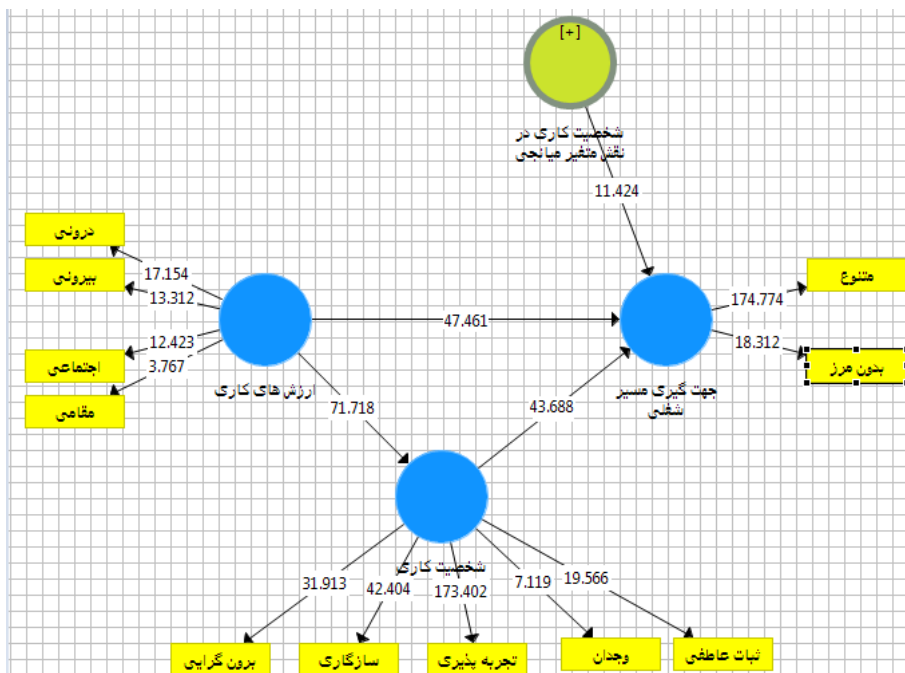 [+]
شخصیت کاری در
نقش متغیر میانجی
11.424
درونی
17.154
بیرونی
13.312
متنوع
174.774
47.461
12.423
اجتماعی
3.767
18.312
بدون مرز
مقامی
ارزش های کاری
جهت گیری مسیر
شغلی
71.718
43.688
شخصیت کاری
31.913
42.404
173.402
7.119
19.566
برون گرایی
سازگاری
تجربه پذیری
وجدان
ثبات عاطفی